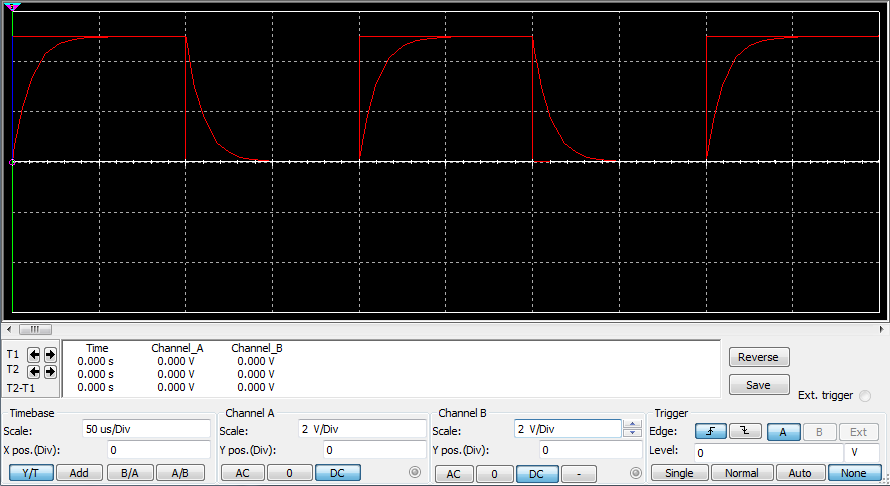 T1
T2
T2-T1
Time Channel_A Channel_B
0.000 s 0.000 V 0.000 V
0.000 s 0.000 V 0.000 V
0.000 s 0.000 V 0.000 V
Reverse
Save
Ext. trigger
Timebase
Scale: 50 us/Div
X pos.(Div): 0
Y/T Add B/A A/B
Channel A
Scale: 2 V/Div
Y pos.(Div): 0
AC 0 DC
Channel B
Scale: 2 V/Div
Y pos.(Div): 0
AC 0 DC -
Trigger
Edge: A B Ext
Level: 0 V
Single Normal Auto None